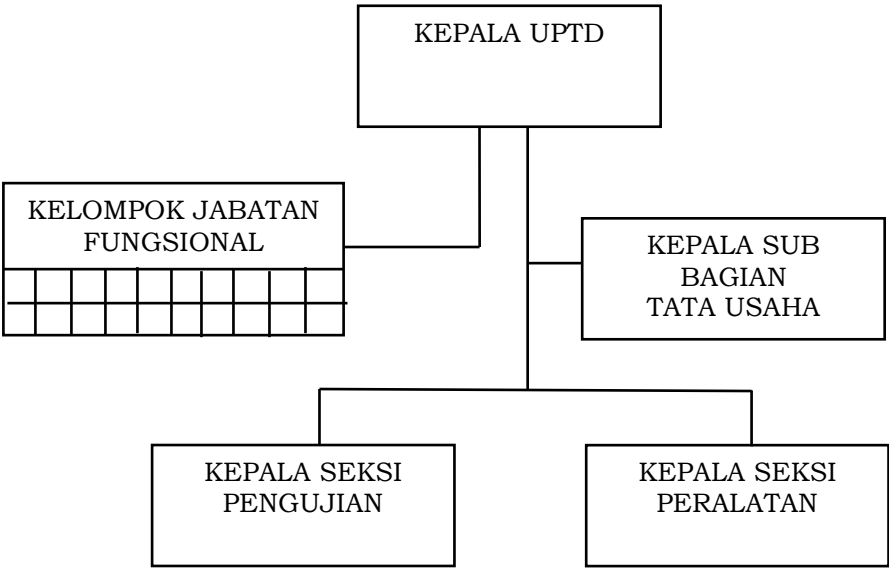 KEPALA UPTD
KELOMPOK JABATAN
FUNGSIONAL
KEPALA SUB
BAGIAN
TATA USAHA
KEPALA SEKSI
PENGUJIAN
KEPALA SEKSI
PERALATAN